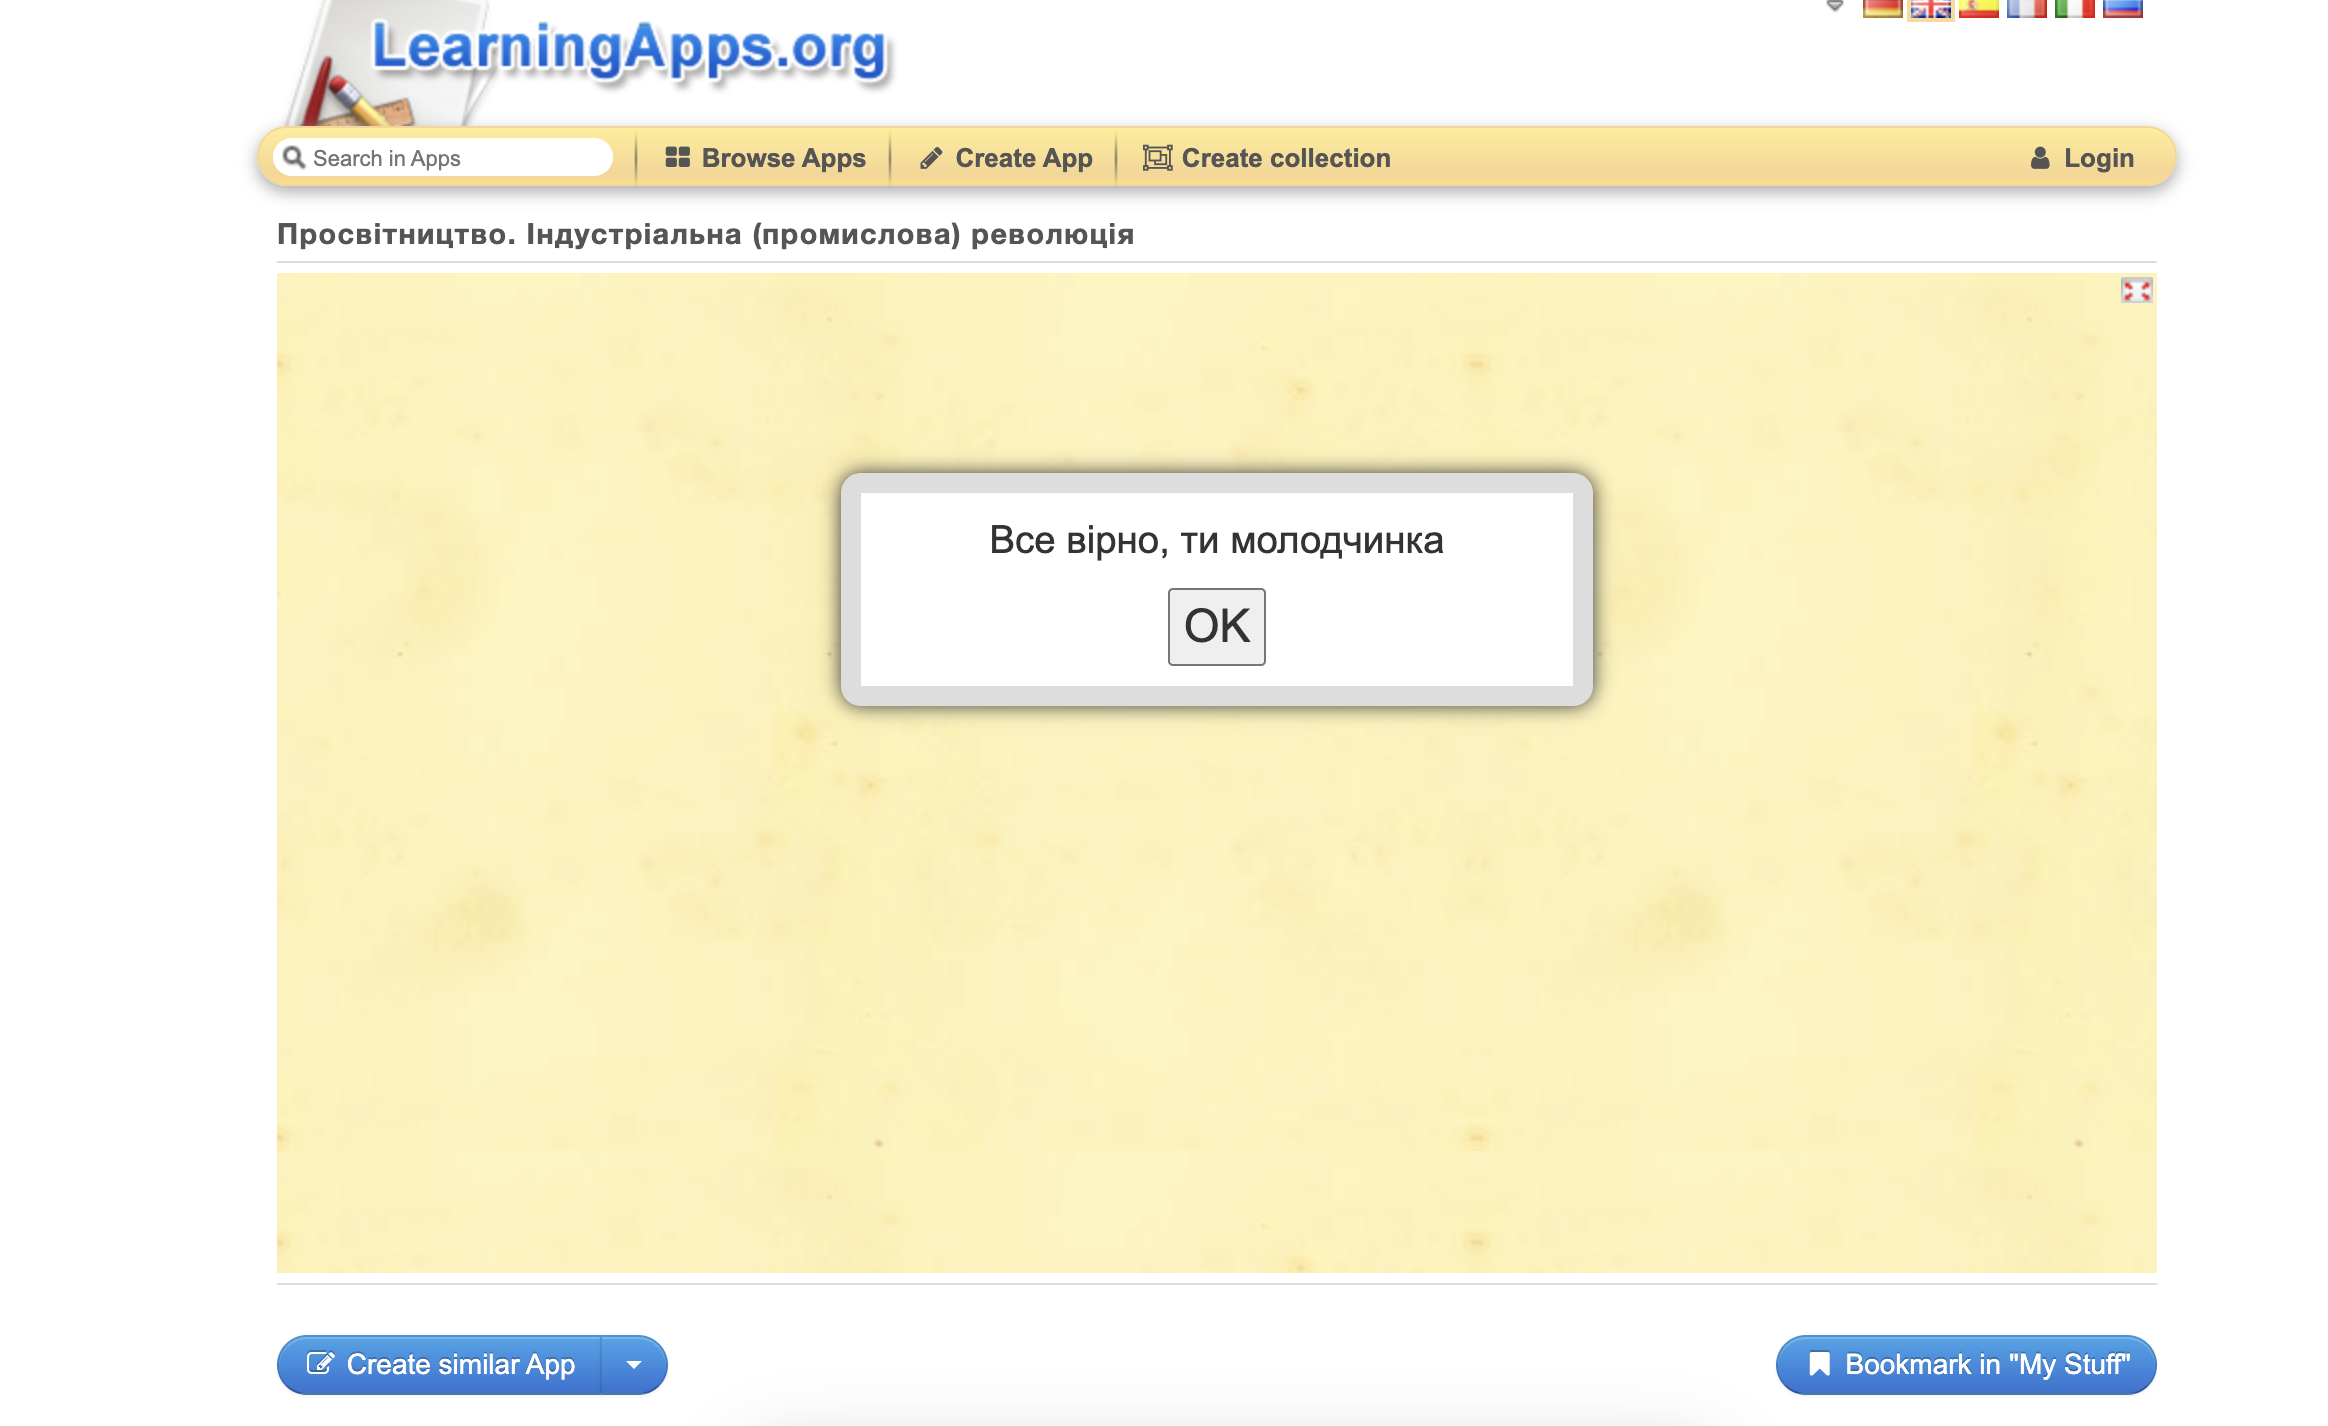 LearningApps.org
Search in Apps
Browse Apps
Create App
Create collection
Login
Просвітництво. Індустріальна (промислова) революція
Все вірно, ти молодчинка
OK
Create similar App
Bookmark in "My Stuff"